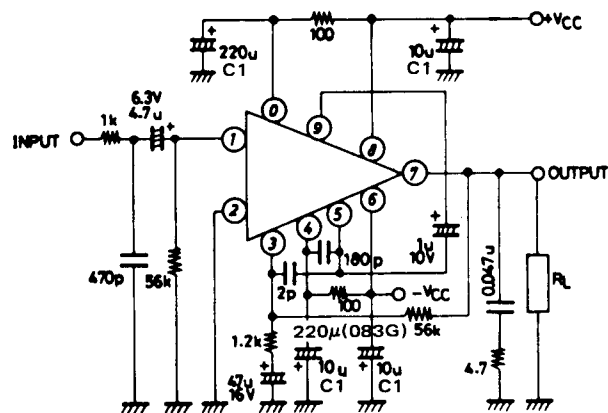 +VCC
100
220u
C1
10u
C1
0
9
8
6.3V
4.7u
1k
INPUT
1
7
OUTPUT
2
6
5
4
3
1u
10V
180p
470p
56k
2p
-VCC
100
0.047u
RL
220μ(083G)
56k
1.2k
10u
C1
10u
C1
4.7
47u
16V